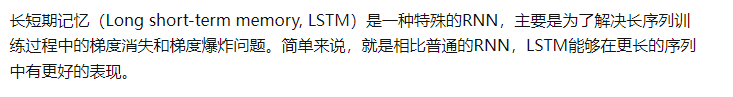 长短期记忆（Long short-term memory, LSTM）是一种特殊的RNN，主要是为了解决长序列训
练过程中的梯度消失和梯度爆炸问题。简单来说，就是相比普通的RNN，LSTM能够在更长的序列
中有更好的表现。